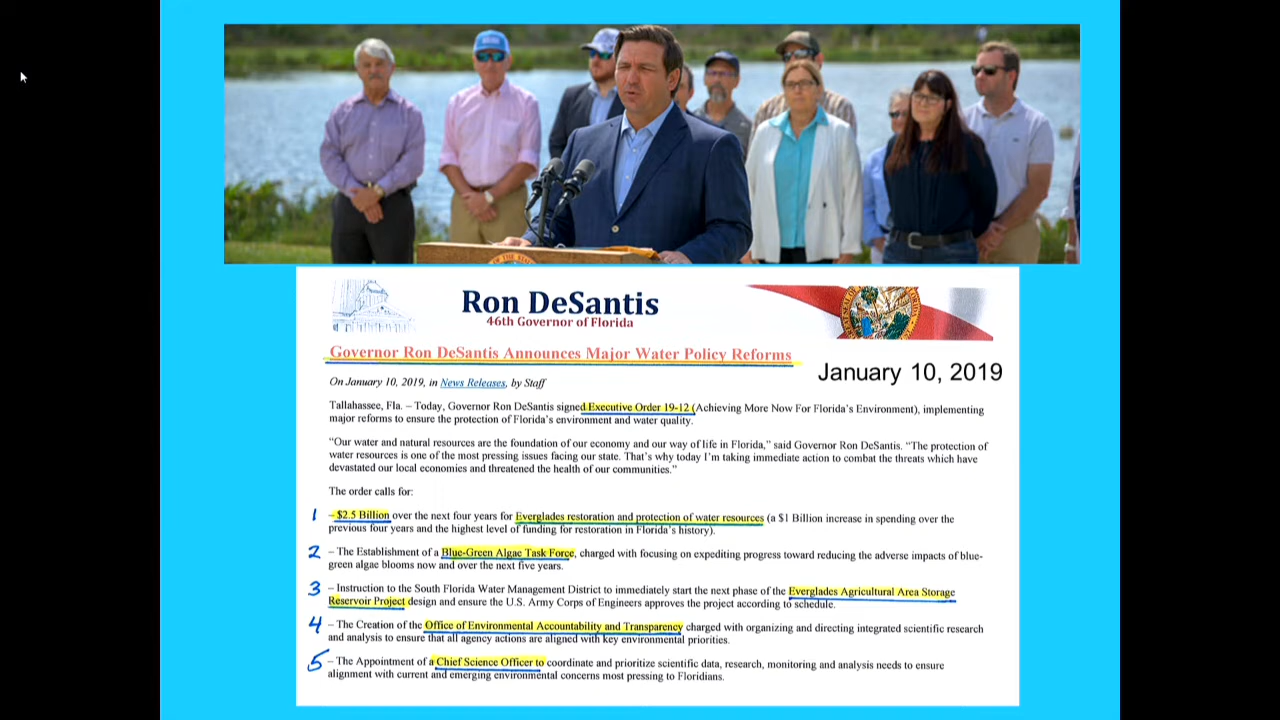 OF THE STA
Ron DeSantis
46th Governor of Florida
Governor Ron DeSantis Announces Major Water Policy Reforms
January 10, 2019
On January 10, 2019, in News Releases, by Staff
Tallahassee, Fla. – Today, Governor Ron DeSantis signed Executive Order 19-12 (Achieving More Now For Florida's Environment), implementing
major reforms to ensure the protection of Florida's environment and water quality.
"Our water and natural resources are the foundation of our economy and our way of life in Florida," said Governor Ron DeSantis. "The protection of
water resources is one of the most pressing issues facing our state. That's why today I'm taking immediate action to combat the threats which have
devastated our local economies and threatened the health of our communities."
The order calls for:
1 – $2.5 Billion over the next four years for Everglades restoration and protection of water resources (a $1 Billion increase in spending over the
previous four years and the highest level of funding for restoration in Florida's history).
2 – The Establishment of a Blue-Green Algae Task Force, charged with focusing on expediting progress toward reducing the adverse impacts of blue-
green algae blooms now and over the next five years.
3 – Instruction to the South Florida Water Management District to immediately start the next phase of the Everglades Agricultural Area Storage
Reservoir Project design and ensure the U.S. Army Corps of Engineers approves the project according to schedule.
4 – The Creation of the Office of Environmental Accountability and Transparency charged with organizing and directing integrated scientific research
and analysis to ensure that all agency actions are aligned with key environmental priorities.
5 – The Appointment of a Chief Science Officer to coordinate and prioritize scientific data, research, monitoring and analysis needs to ensure
alignment with current and emerging environmental concerns most pressing to Floridians.